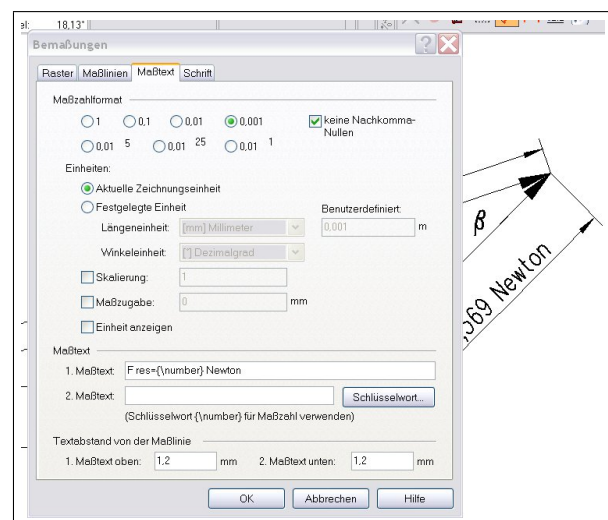 el: 18,13°
Bemaßungen
Raster Maßlinien Maßtext Schrift
Maßzahlformat
1 0,1 0,01 0,001 keine Nachkomma-
Nullen
0,01 5 0,01 25 0,01 1
Einheiten:
Aktuelle Zeichnungseinheit
Festgelegte Einheit Benutzerdefiniert:
Längeneinheit: [mm] Millimeter 0,001 m
Winkeleinheit: [°] Dezimalgrad
Skalierung: 1
Maßzugabe: 0 mm
Einheit anzeigen
Maßtext
1. Maßtext: F res={\number} Newton
2. Maßtext: Schlüsselwort...
(Schlüsselwort {\number} für Maßzahl verwenden)
Textabstand von der Maßlinie
1. Maßtext oben: 1,2 mm 2. Maßtext unten: 1,2 mm
OK Abbrechen Hilfe
β
,569 Newton